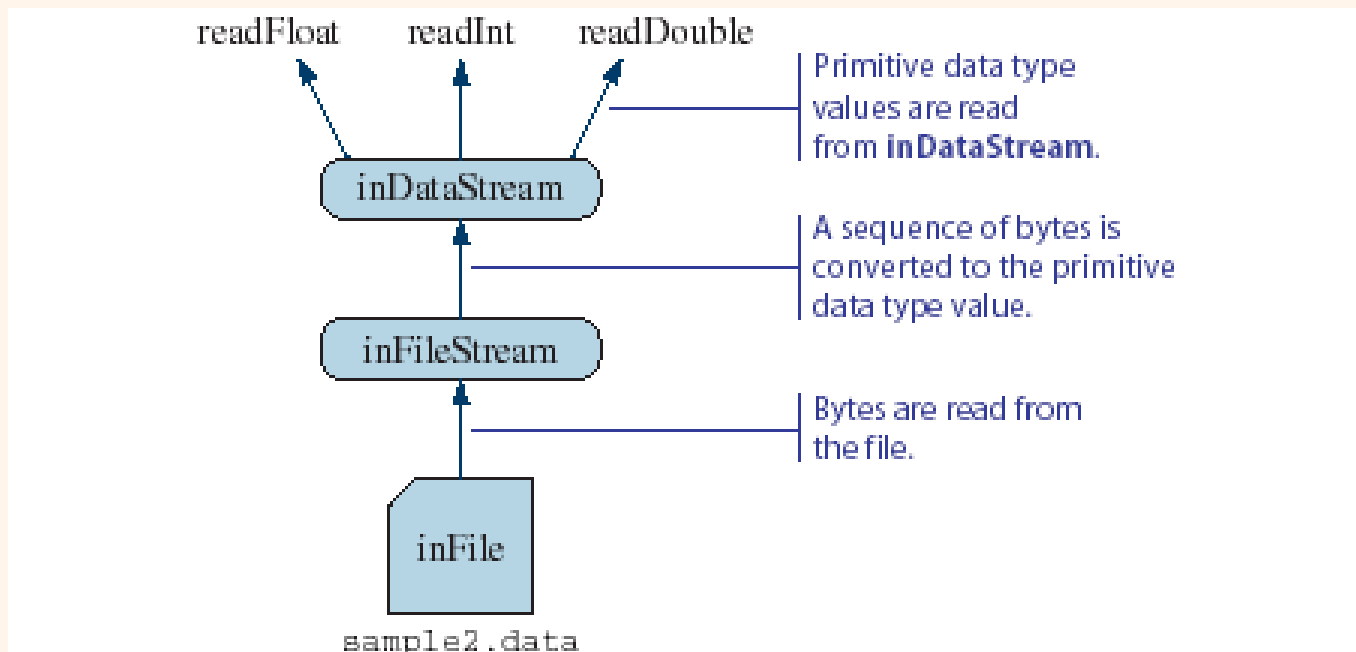 readFloat readInt readDouble
Primitive data type
values are read
from inDataStream.
inDataStream
A sequence of bytes is
converted to the primitive
data type value.
inFileStream
Bytes are read from
the file.
inFile
sample2.data